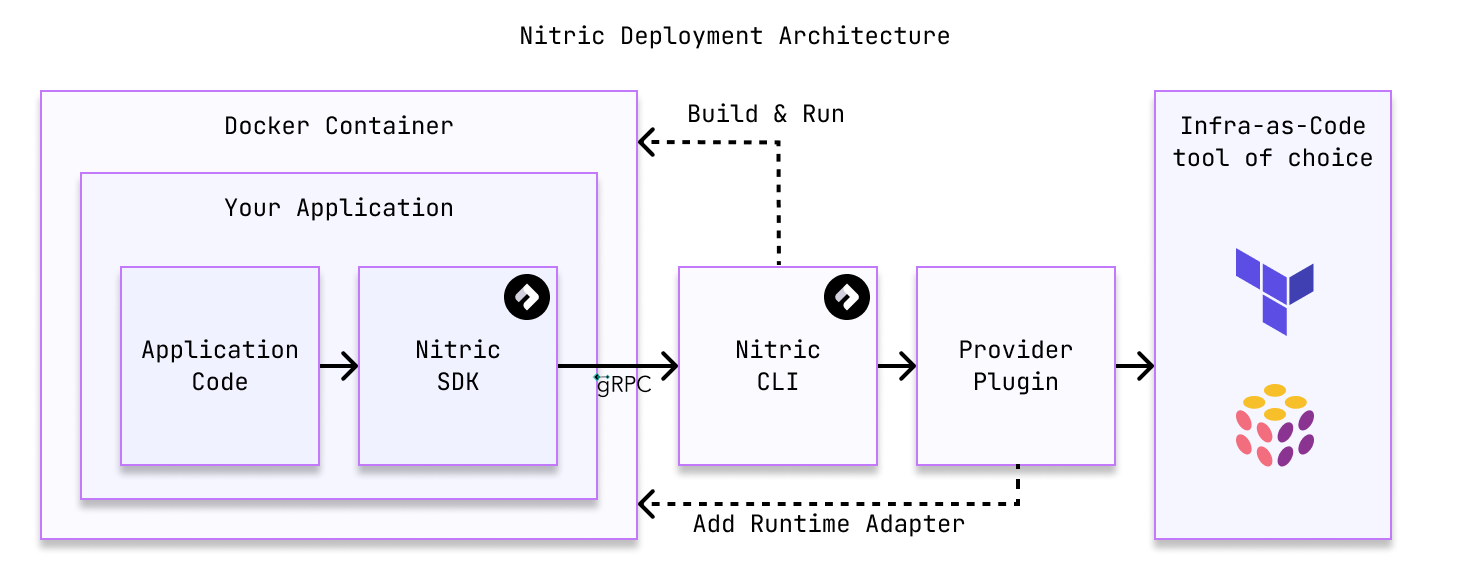 Nitric Deployment Architecture
Docker Container
Your Application
Application
Code
Nitric
SDK
gRPC
Build & Run
Nitric
CLI
Provider
Plugin
Add Runtime Adapter
Infra-as-Code
tool of choice